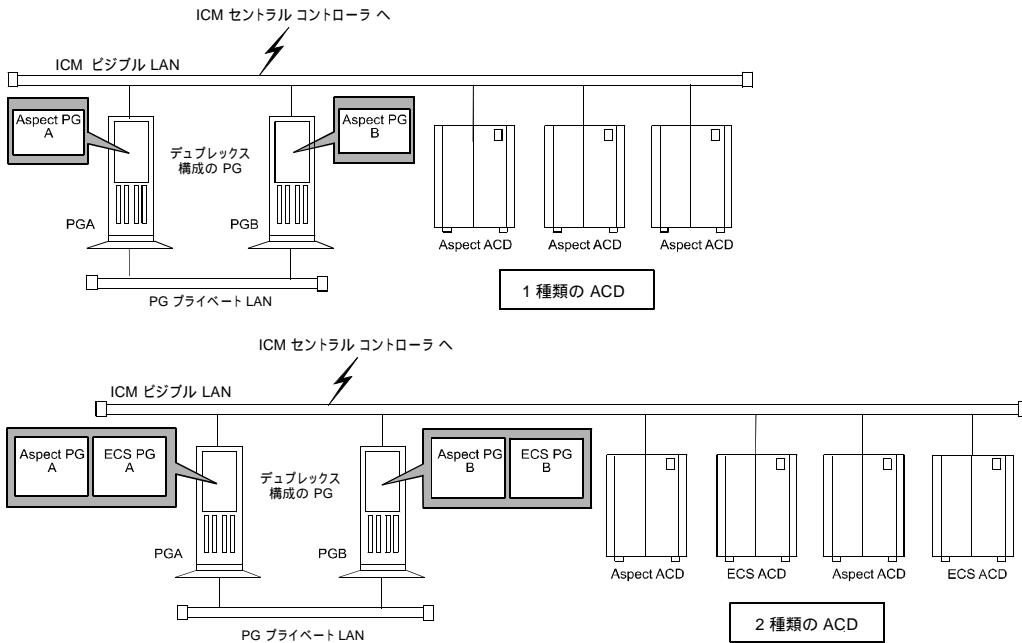 ICM セントラル コントローラ へ
ICM ビジブル LAN
Aspect PG
A
Aspect PG
B
デュプレックス
構成の PG
PGA
PGB
Aspect ACD
Aspect ACD
Aspect ACD
PG プライベート LAN
1 種類の ACD
ICM セントラル コントローラ へ
ICM ビジブル LAN
Aspect PG
A
ECS PG
A
デュプレックス
構成の PG
Aspect PG
B
ECS PG
B
PGA
PGB
Aspect ACD
ECS ACD
Aspect ACD
ECS ACD
PG プライベート LAN
2 種類の ACD